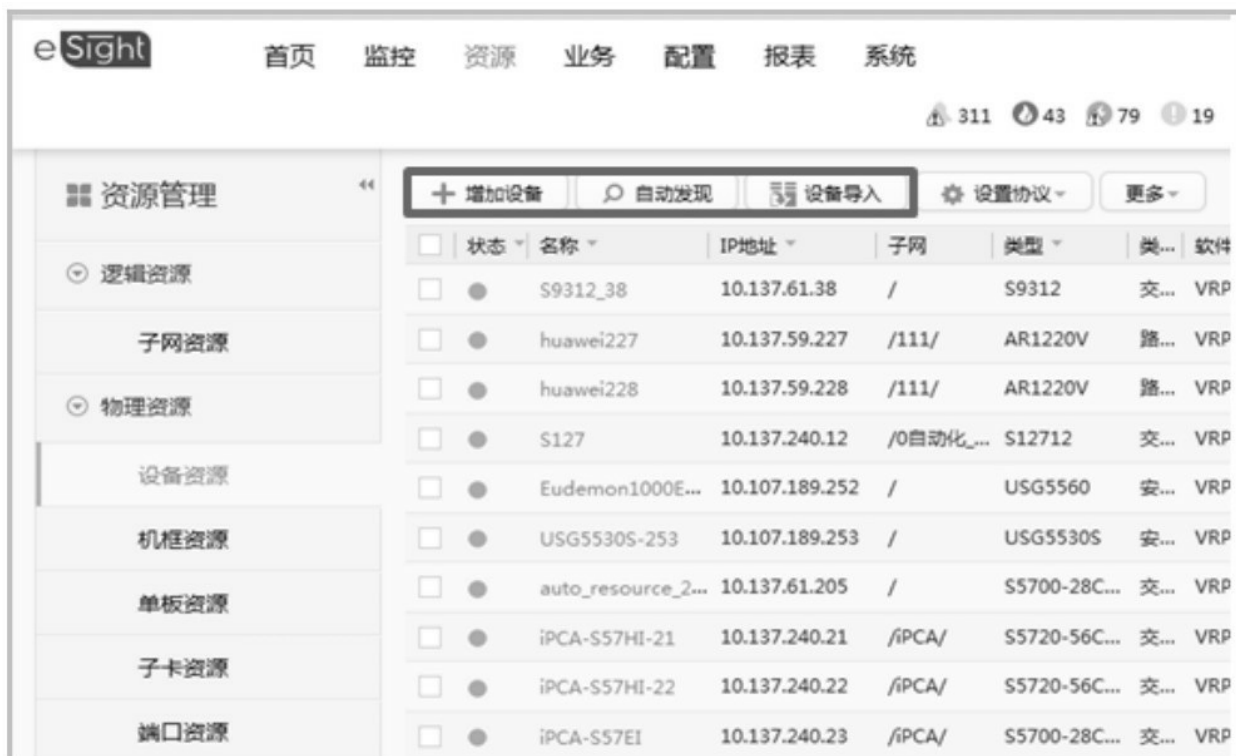 eSight
首页 监控 资源 业务 配置 报表 系统
311 43 79 19
资源管理
增加设备 自动发现 设备导入 设置协议 更多
逻辑资源
子网资源
物理资源
设备资源
机框资源
单板资源
子卡资源
端口资源
状态 名称 IP地址 子网 类型 类... 软件
S9312_38 10.137.61.38 / S9312 交... VRP
huawei227 10.137.59.227 /111/ AR1220V 路... VRP
huawei228 10.137.59.228 /111/ AR1220V 路... VRP
S127 10.137.240.12 /0自动化_... S12712 交... VRP
Eudemon1000E... 10.107.189.252 / USG5560 安... VRP
USG5530S-253 10.107.189.253 / USG5530S 安... VRP
auto_resource_2... 10.137.61.205 / S5700-28C... 交... VRP
iPCA-S57HI-21 10.137.240.21 /iPCA/ S5720-56C... 交... VRP
iPCA-S57HI-22 10.137.240.22 /iPCA/ S5720-56C... 交... VRP
iPCA-S57EI 10.137.240.23 /iPCA/ S5700-28C... 交... VRP